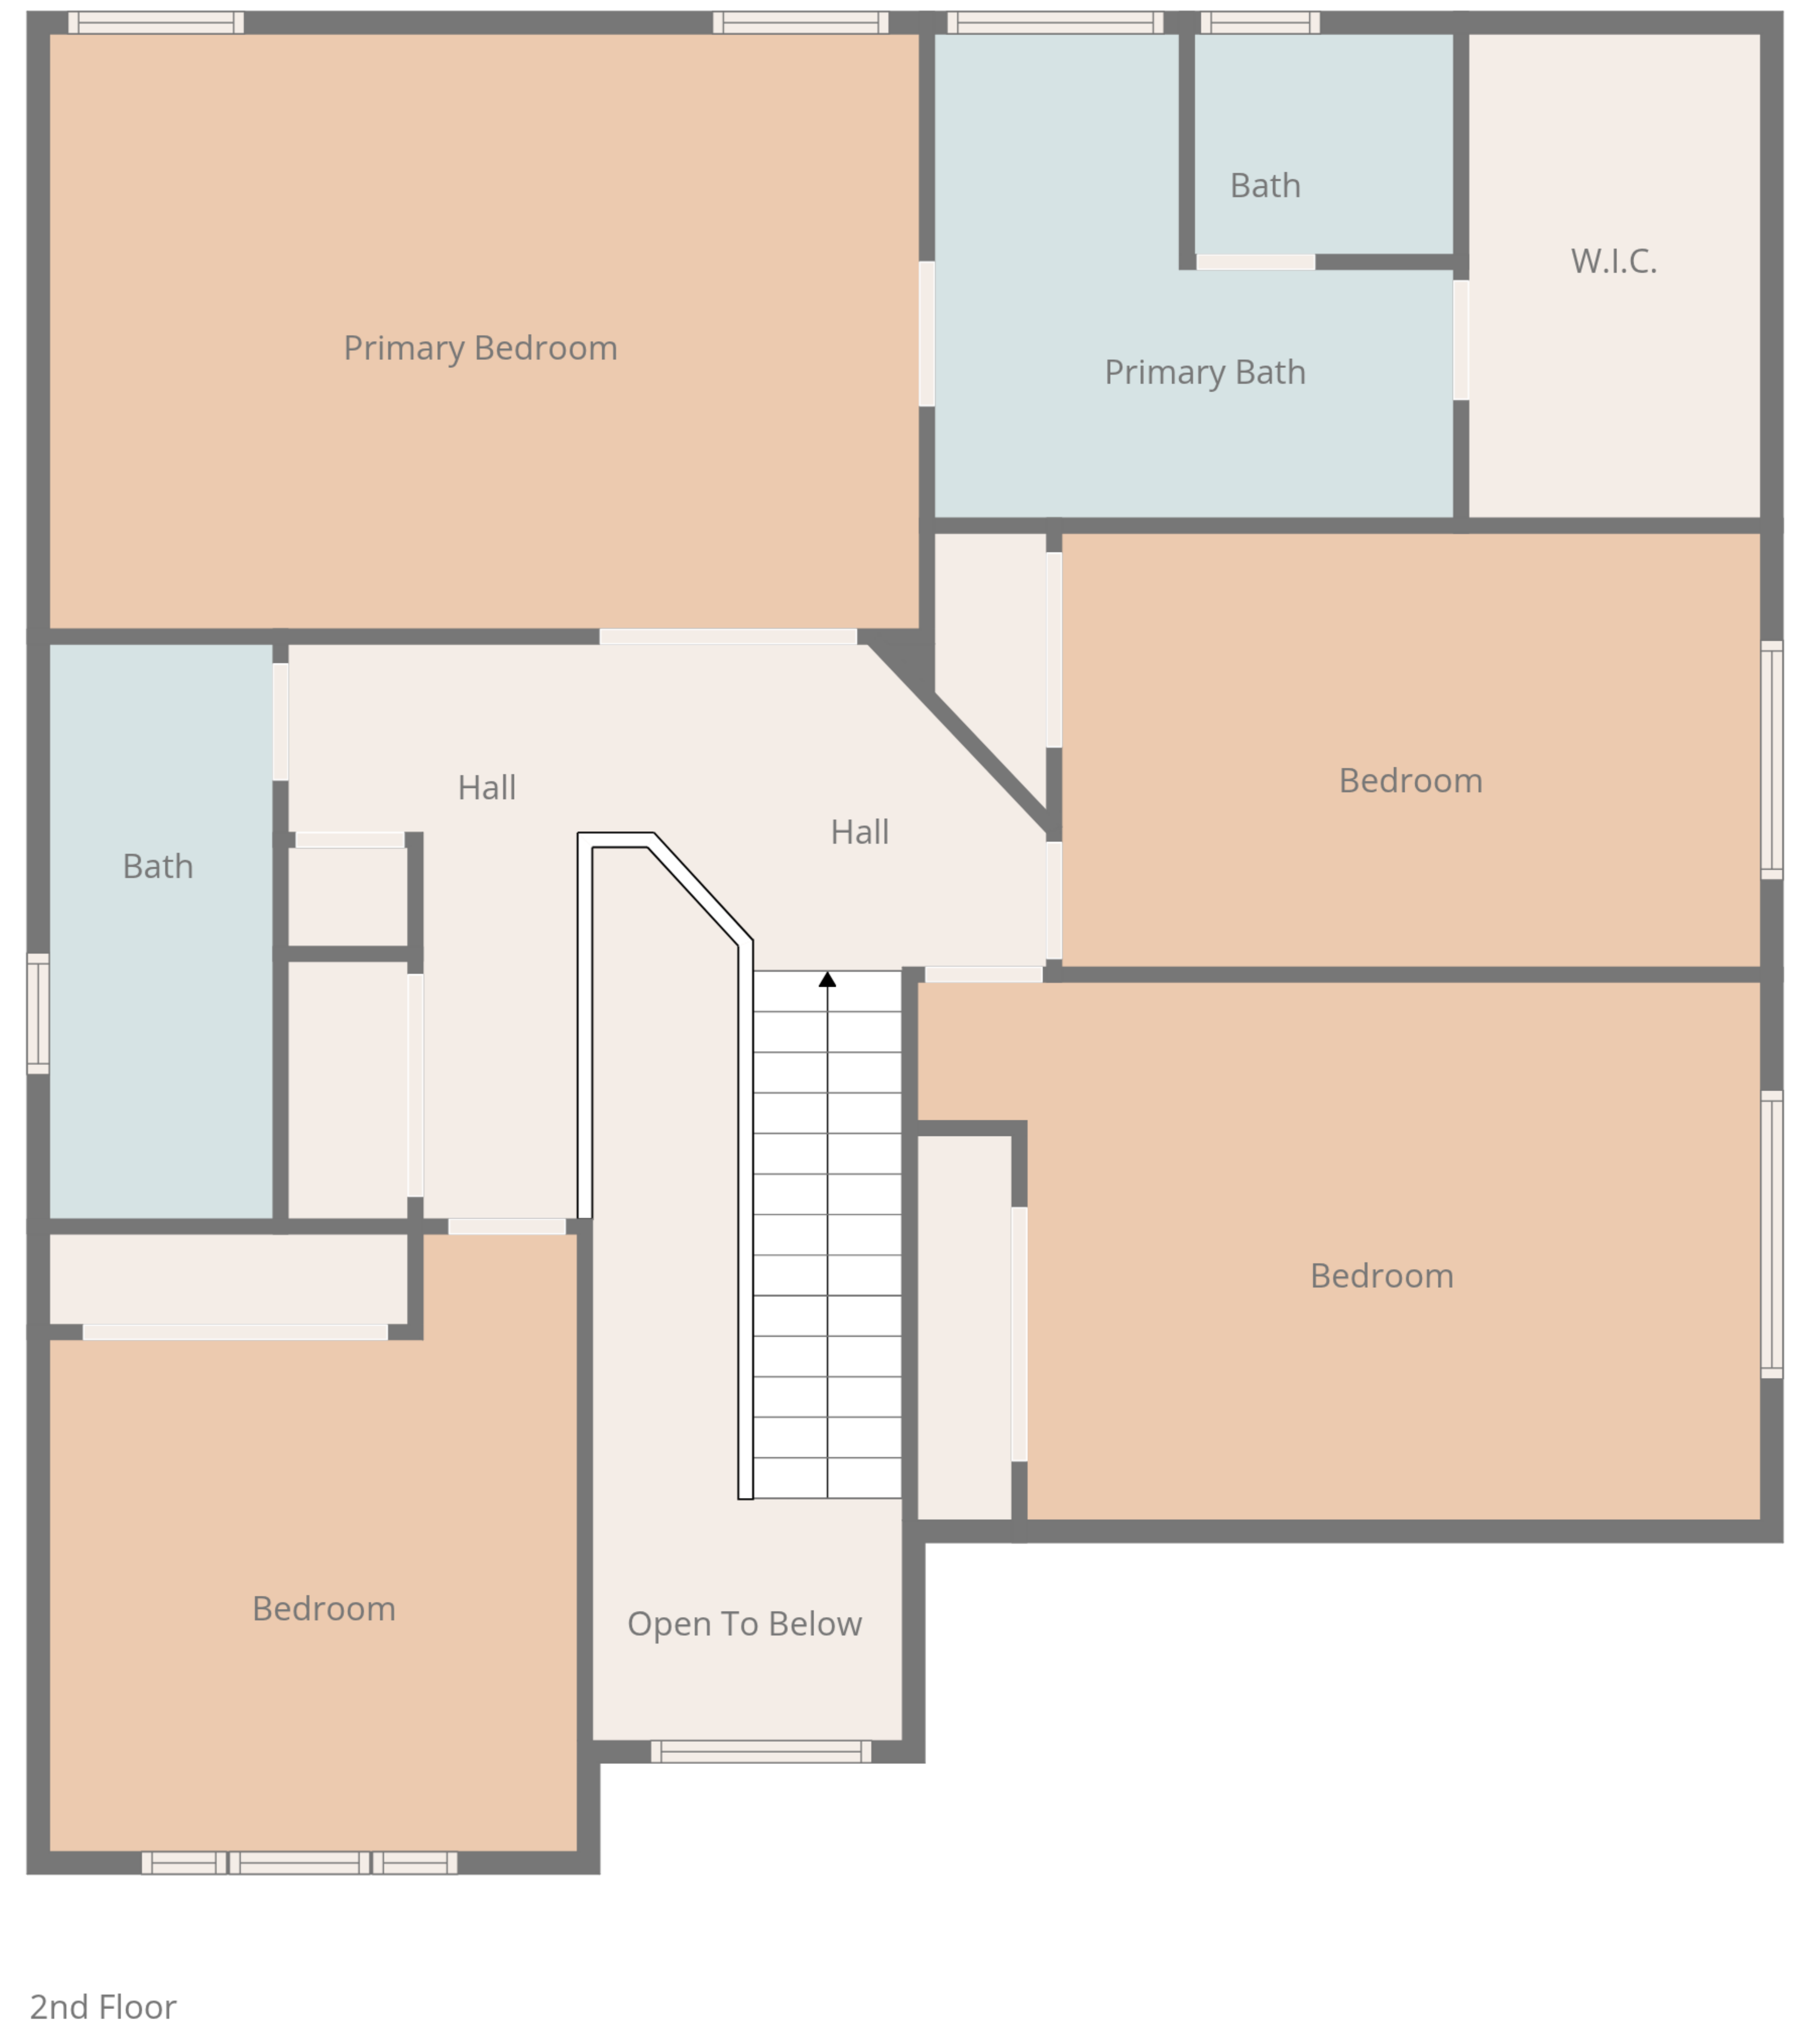 Bath
W.I.C.
Primary Bedroom
Primary Bath
Hall
Hall
Bedroom
Bath
Bedroom
Bedroom
Open To Below
2nd Floor